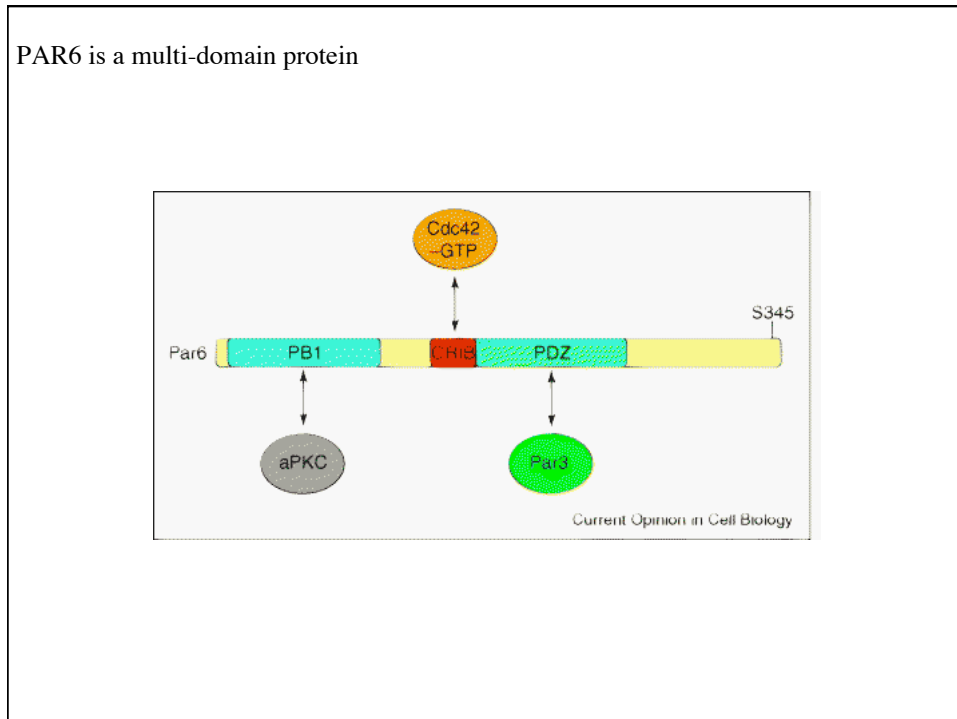 PAR6 is a multi-domain protein
Cdc42
–GTP
S345
Par6
PB1
CRIB
PDZ
aPKC
Par3
Current Opinion in Cell Biology